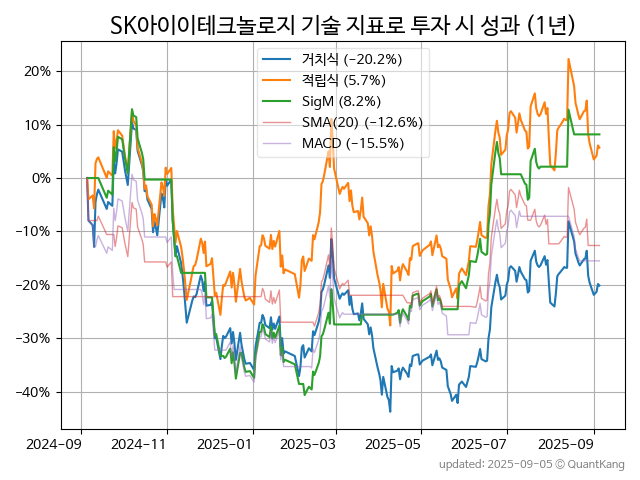 SK아이이테크놀로지 기술 지표로 투자 시 성과 (1년)
거치식 (-20.2%)
적립식 (5.7%)
SigM (8.2%)
SMA(20) (-12.6%)
MACD (-15.5%)
20%
10%
0%
-10%
-20%
-30%
-40%
2024-09 2024-11 2025-01 2025-03 2025-05 2025-07 2025-09
updated: 2025-09-05 © QuantKang